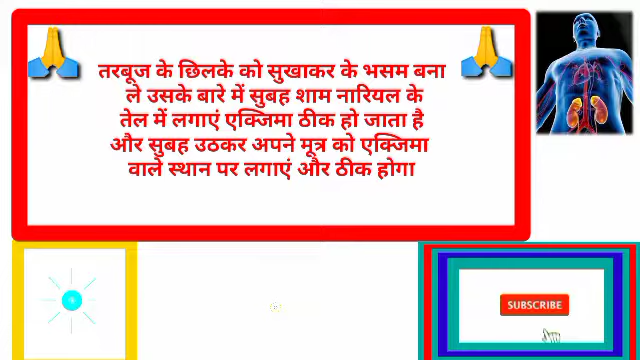 तरबूज के छिलके को सुखाकर के भसम बना
ले उसके बारे में सुबह शाम नारियल के
तेल में लगाएं एक्जिमा ठीक हो जाता है
और सुबह उठकर अपने मूत्र को एक्जिमा
वाले स्थान पर लगाएं और ठीक होगा
SUBSCRIBE